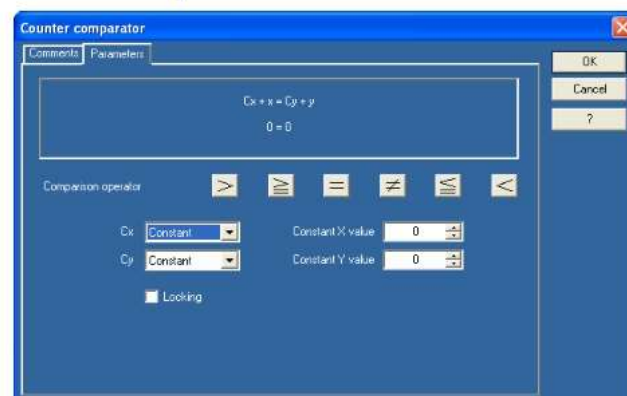 Counter comparator
Comments Parameters
OK
Cancel
?
Cx + x = Cy + y
0 = 0
Comparison operator > ≧ = ≠ ≦ <
Cx Constant Constant X value 0
Cy Constant Constant Y value 0
Locking